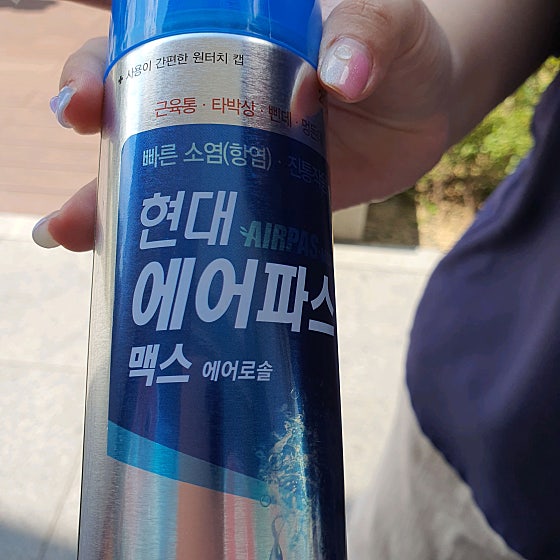 사용이 간편한 원터치 캡
근육통 · 타박상 ·
빠른 소염(항염) ·
현대 AIRPAS
에어파스
맥스 에어로솔